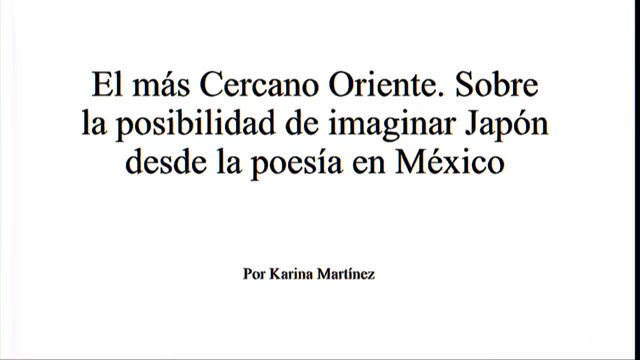 El más Cercano Oriente. Sobre
la posibilidad de imaginar Japón
desde la poesía en México
Por Karina Martínez